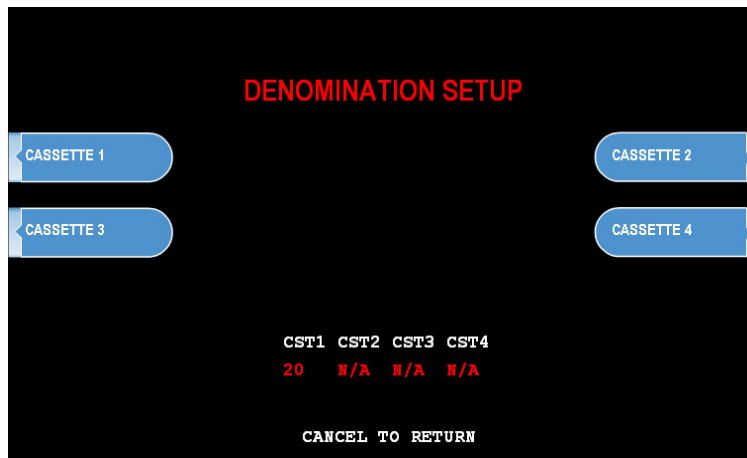 DENOMINATION SETUP
CASSETTE 1
CASSETTE 2
CASSETTE 3
CASSETTE 4
CST1 CST2 CST3 CST4
20 N/A N/A N/A
CANCEL TO RETURN